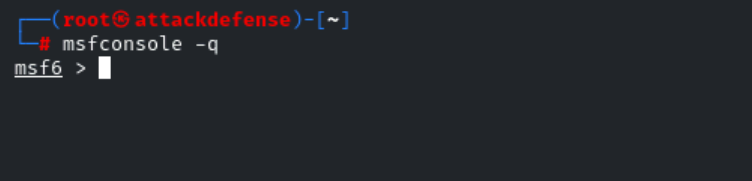 ┌──(root㉿attackdefense)-[~]
└─# msfconsole -q
msf6 >